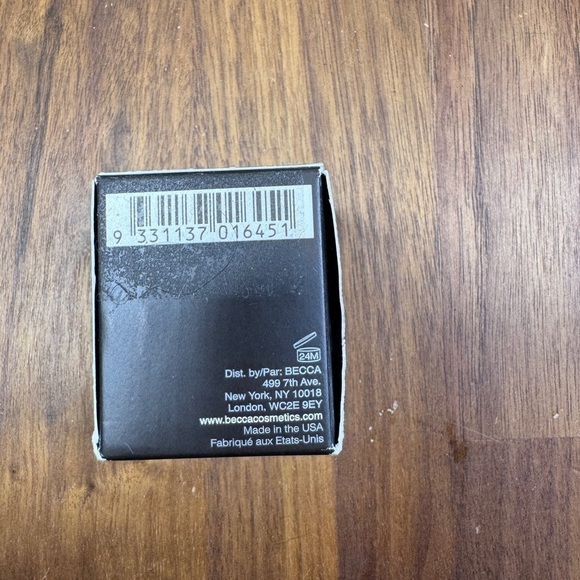 9 331137 016451
24M
Dist. by/Par: BECCA
499 7th Ave.
New York, NY 10018
London. WC2E 9EY
www.beccacosmetics.com
Made in the USA
Fabriqué aux Etats-Unis